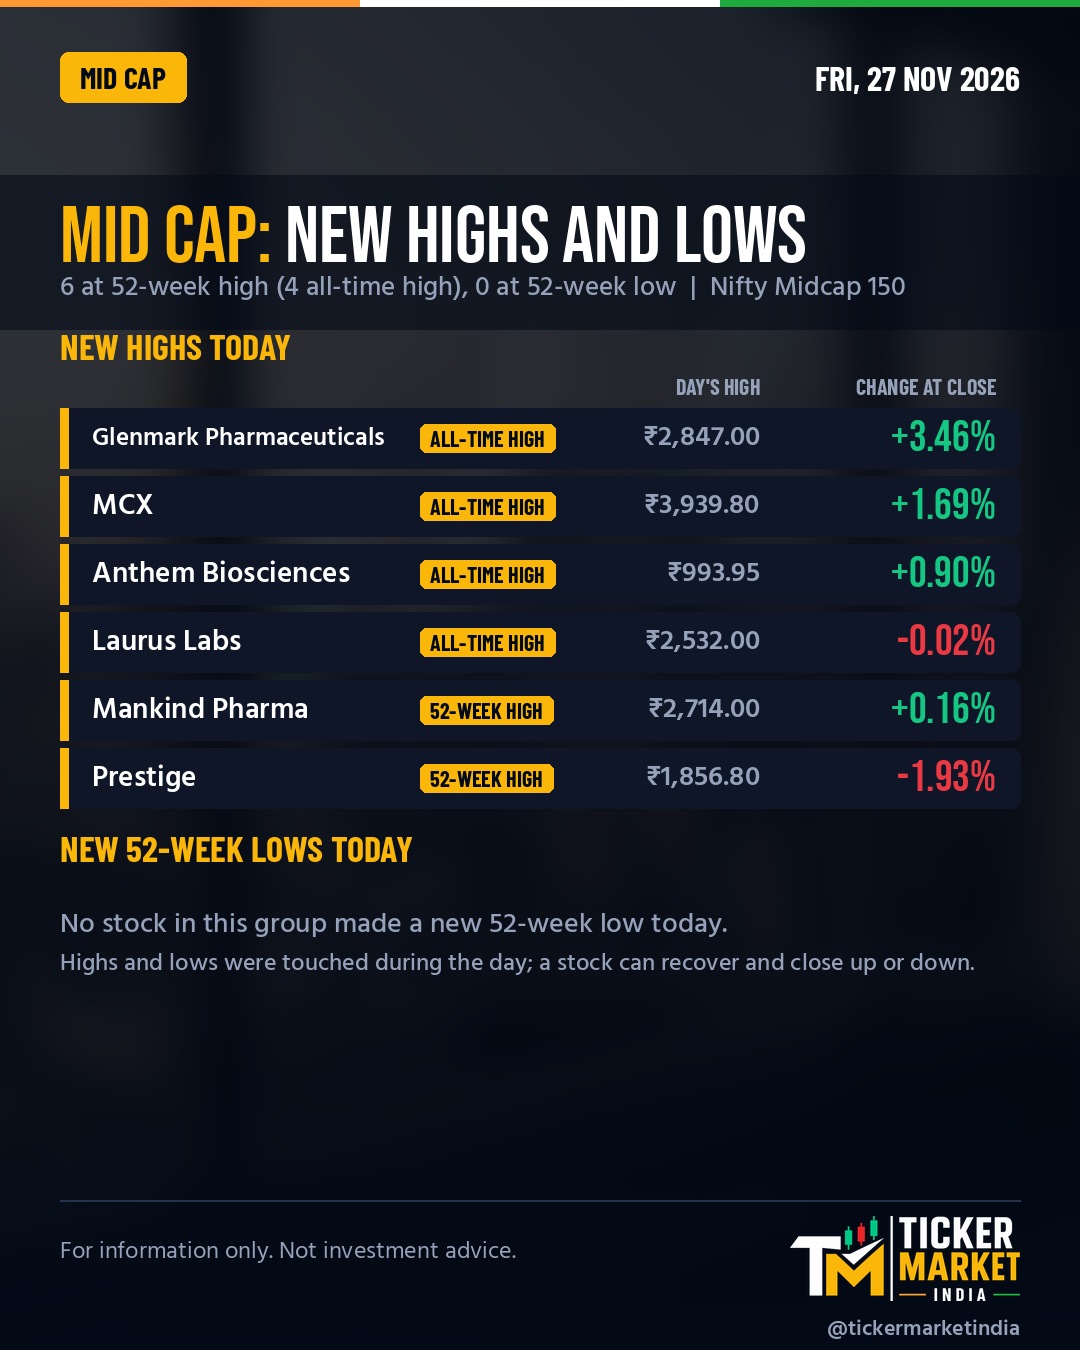 MID CAP
FRI, 27 NOV 2026
MID CAP: NEW HIGHS AND LOWS
6 at 52-week high (4 all-time high), 0 at 52-week low | Nifty Midcap 150
NEW HIGHS TODAY
DAY'S HIGH CHANGE AT CLOSE
Glenmark Pharmaceuticals ALL-TIME HIGH ₹2,847.00 +3.46%
MCX ALL-TIME HIGH ₹3,939.80 +1.69%
Anthem Biosciences ALL-TIME HIGH ₹993.95 +0.90%
Laurus Labs ALL-TIME HIGH ₹2,532.00 -0.02%
Mankind Pharma 52-WEEK HIGH ₹2,714.00 +0.16%
Prestige 52-WEEK HIGH ₹1,856.80 -1.93%
NEW 52-WEEK LOWS TODAY
No stock in this group made a new 52-week low today.
Highs and lows were touched during the day; a stock can recover and close up or down.
For information only. Not investment advice.
TM TICKER
MARKET
INDIA
@tickermarketindia